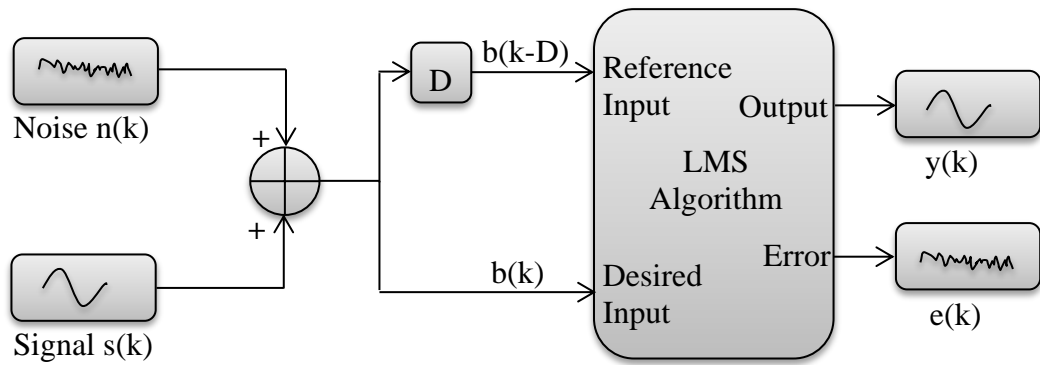 Noise n(k)
+
+
Signal s(k)
D
b(k-D)
b(k)
Reference
Input
Output
LMS
Algorithm
Error
Desired
Input
y(k)
e(k)